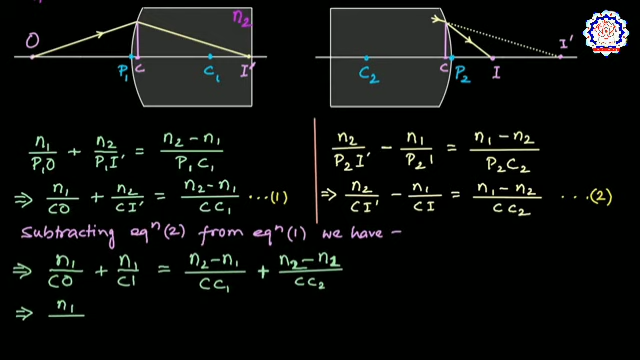 n₂
O P₁ C C₁ I'
C₂ C P₂ I I'
n₁/P₁O + n₂/P₁I' = (n₂-n₁)/P₁C₁
⇒ n₁/CO + n₂/CI' = (n₂-n₁)/CC₁ ...(1)
n₂/P₂I' - n₁/P₂I = (n₁-n₂)/P₂C₂
⇒ n₂/CI' - n₁/CI = (n₁-n₂)/CC₂ ...(2)
Subtracting eqⁿ(2) from eqⁿ(1) we have -
⇒ n₁/CO + n₁/CI = (n₂-n₁)/CC₁ + (n₂-n₁)/CC₂
⇒ n₁/